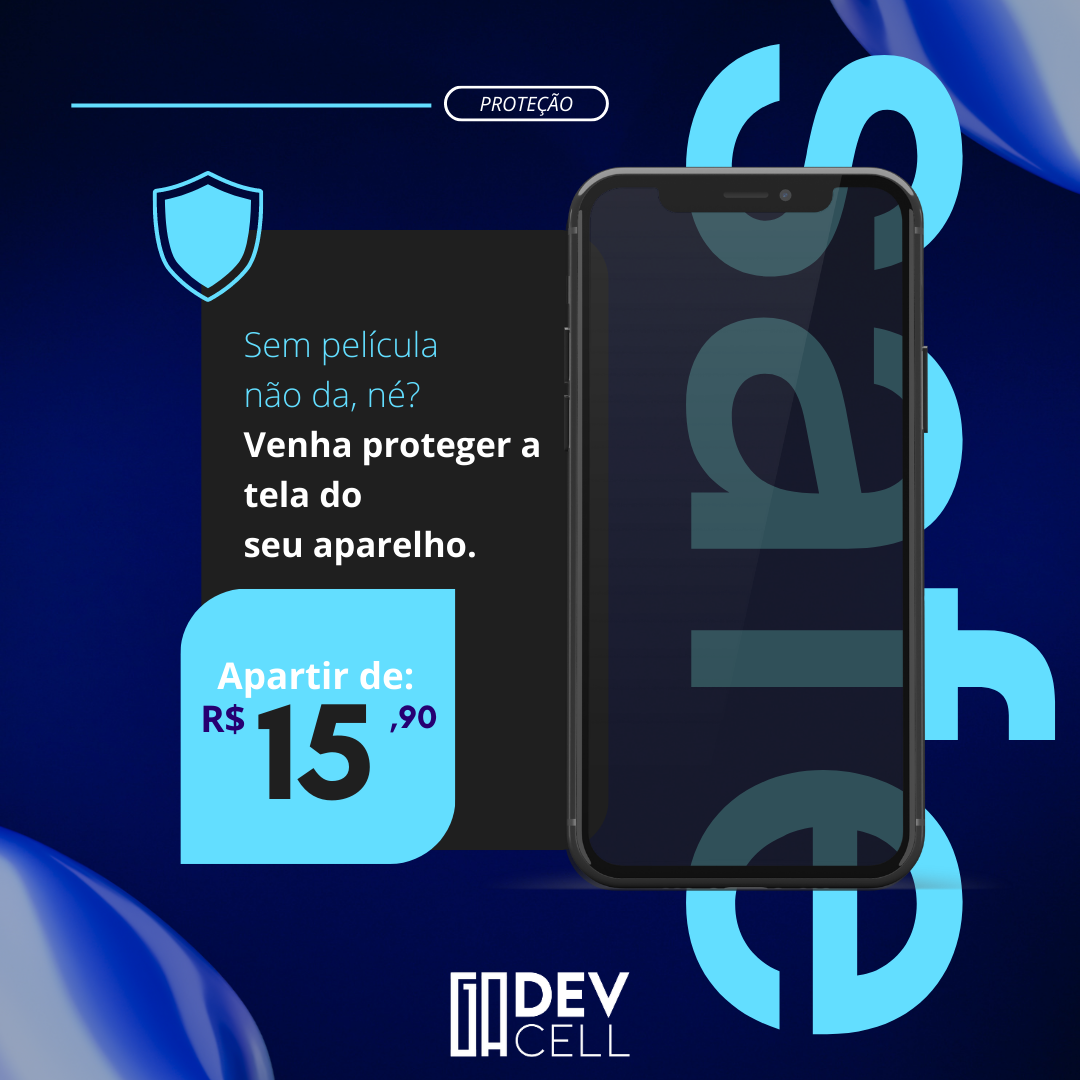 PROTEÇÃO
Sem película
não da, né?
Venha proteger a
tela do
seu aparelho.
Apartir de:
R$ 15 ,90
DEV
CELL